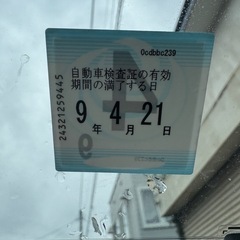 0cdbbc239
自動車検査証の有効
期間の満了する日
9 4 21
年 月 日
24321259445